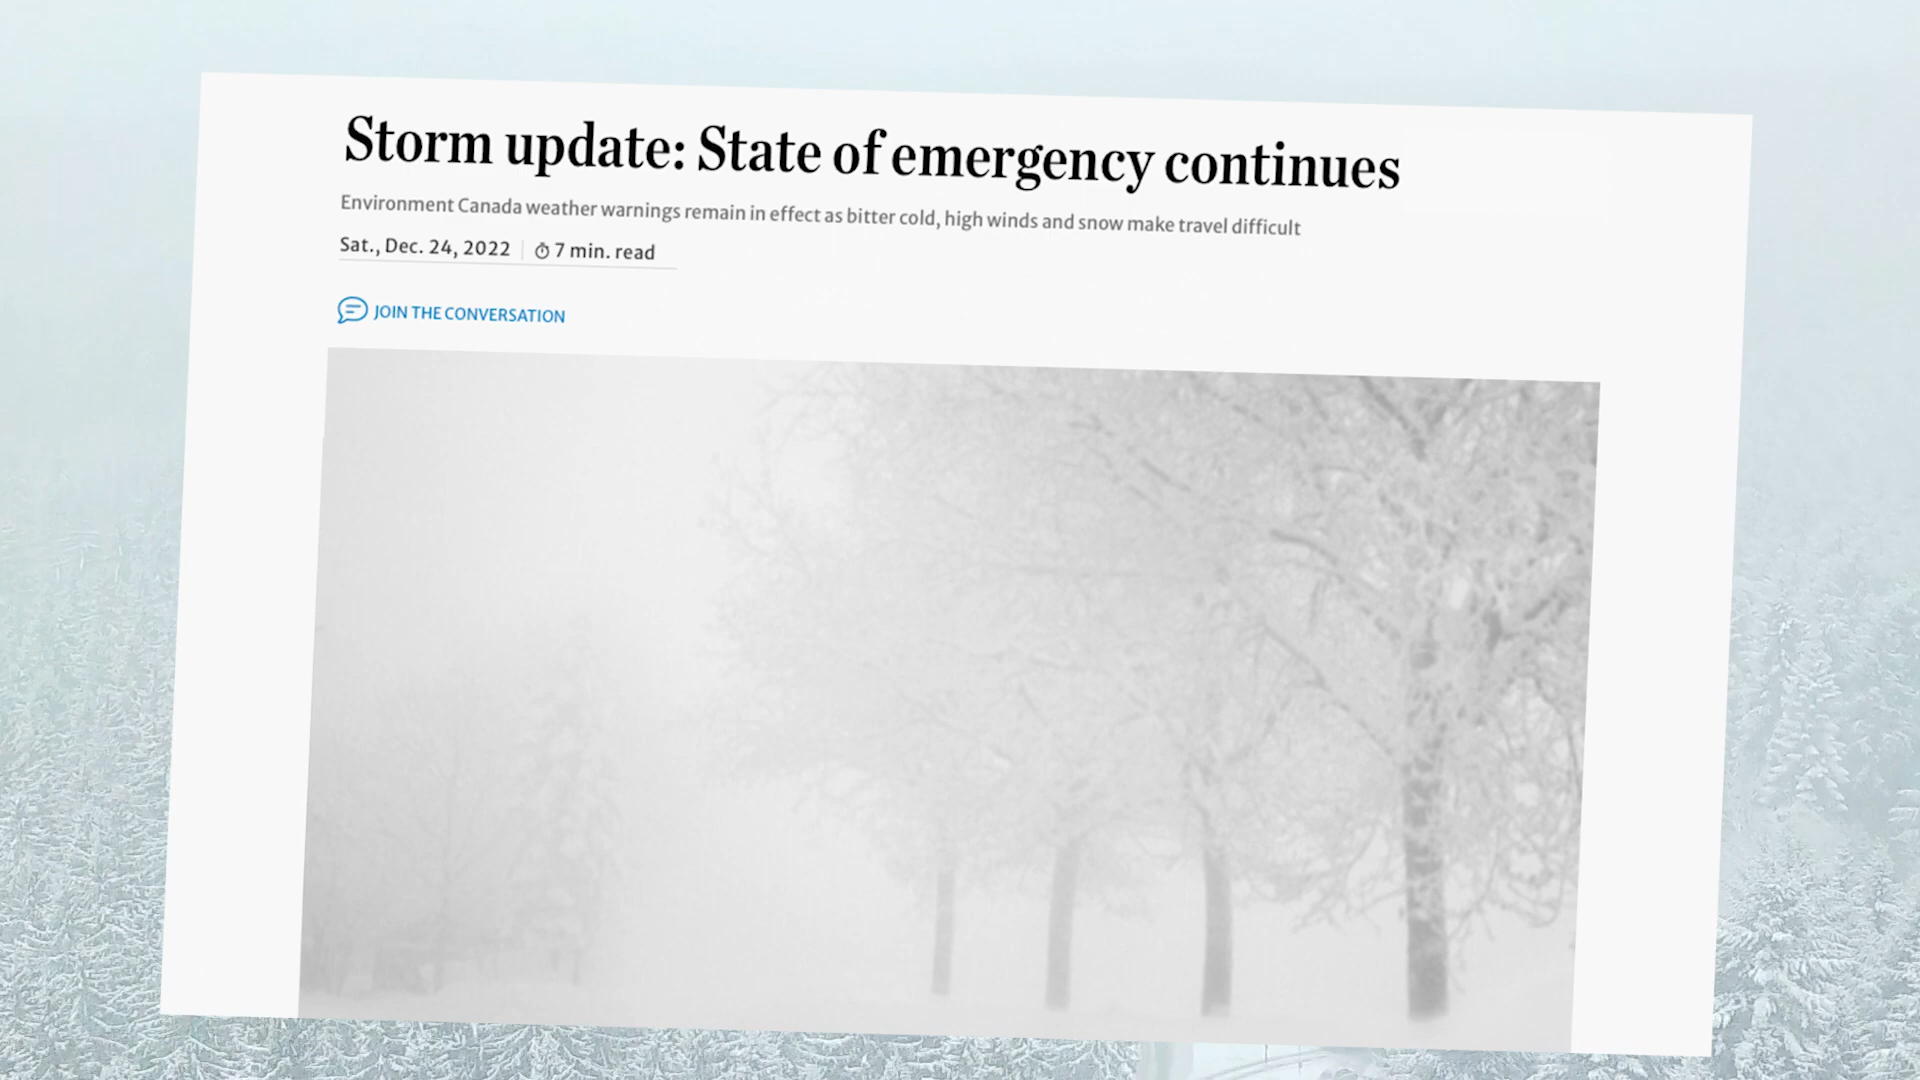 Storm update: State of emergency continues
Environment Canada weather warnings remain in effect as bitter cold, high winds and snow make travel difficult
Sat., Dec. 24, 2022 | 7 min. read
JOIN THE CONVERSATION